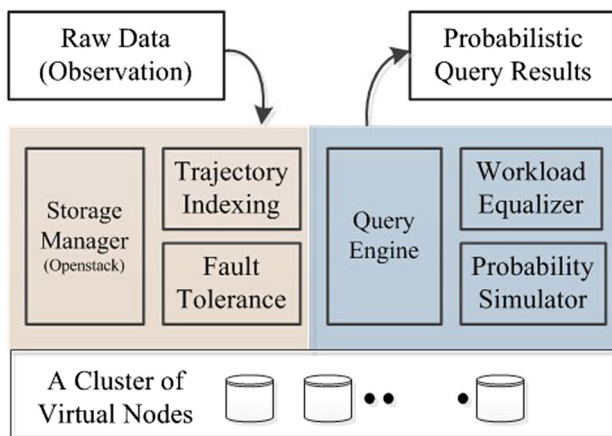 Raw Data
(Observation)
Probabilistic
Query Results
Storage
Manager
(Openstack)
Trajectory
Indexing
Fault
Tolerance
Query
Engine
Workload
Equalizer
Probability
Simulator
A Cluster of
Virtual Nodes